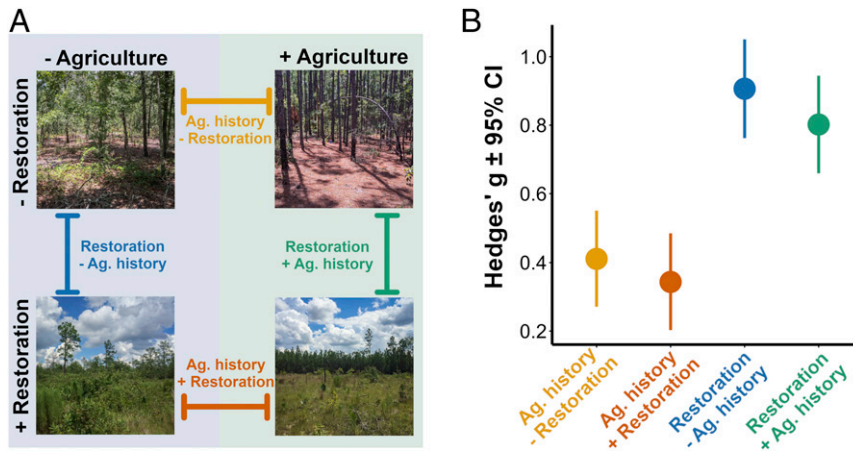 A
- Agriculture
+ Agriculture
- Restoration
Ag. history
- Restoration
Restoration
- Ag. history
Restoration
+ Ag. history
+ Restoration
Ag. history
+ Restoration
B
Hedges' g ± 95% CI
1.0
0.8
0.6
0.4
0.2
Ag. history
- Restoration
Ag. history
+ Restoration
Restoration
- Ag. history
Restoration
+ Ag. history